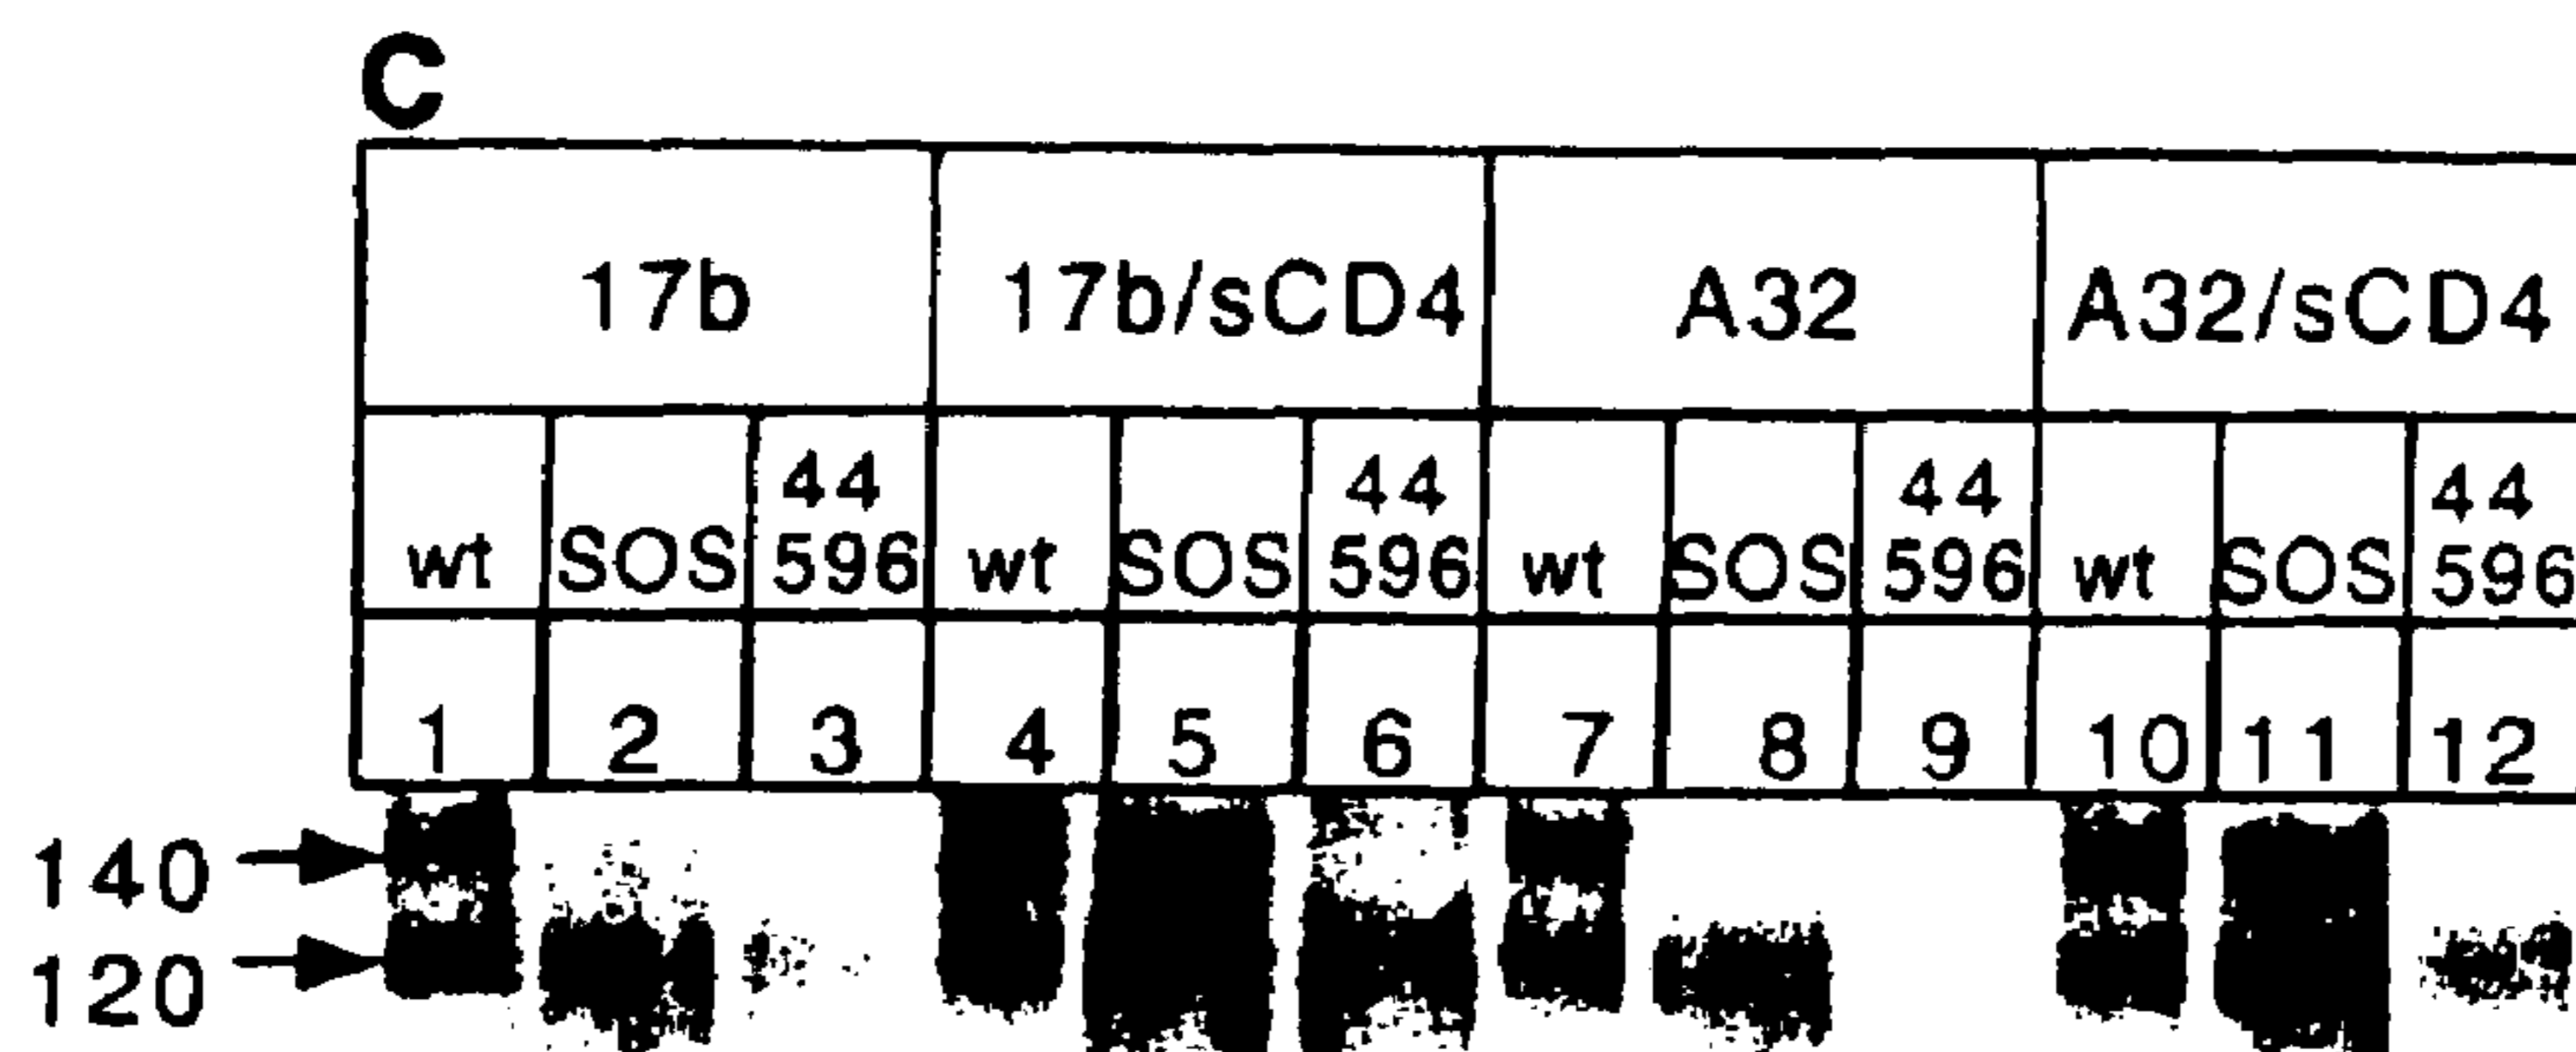 C
17b 17b/sCD4 A32 A32/sCD4
44 44 44 44
wt SOS 596 wt SOS 596 wt SOS 596 wt SOS 596
1 2 3 4 5 6 7 8 9 10 11 12
140
120